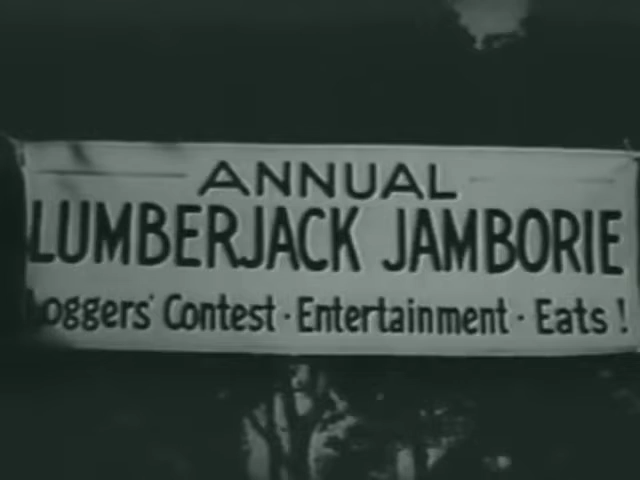 ANNUAL
LUMBERJACK JAMBORIE
Loggers' Contest · Entertainment · Eats!